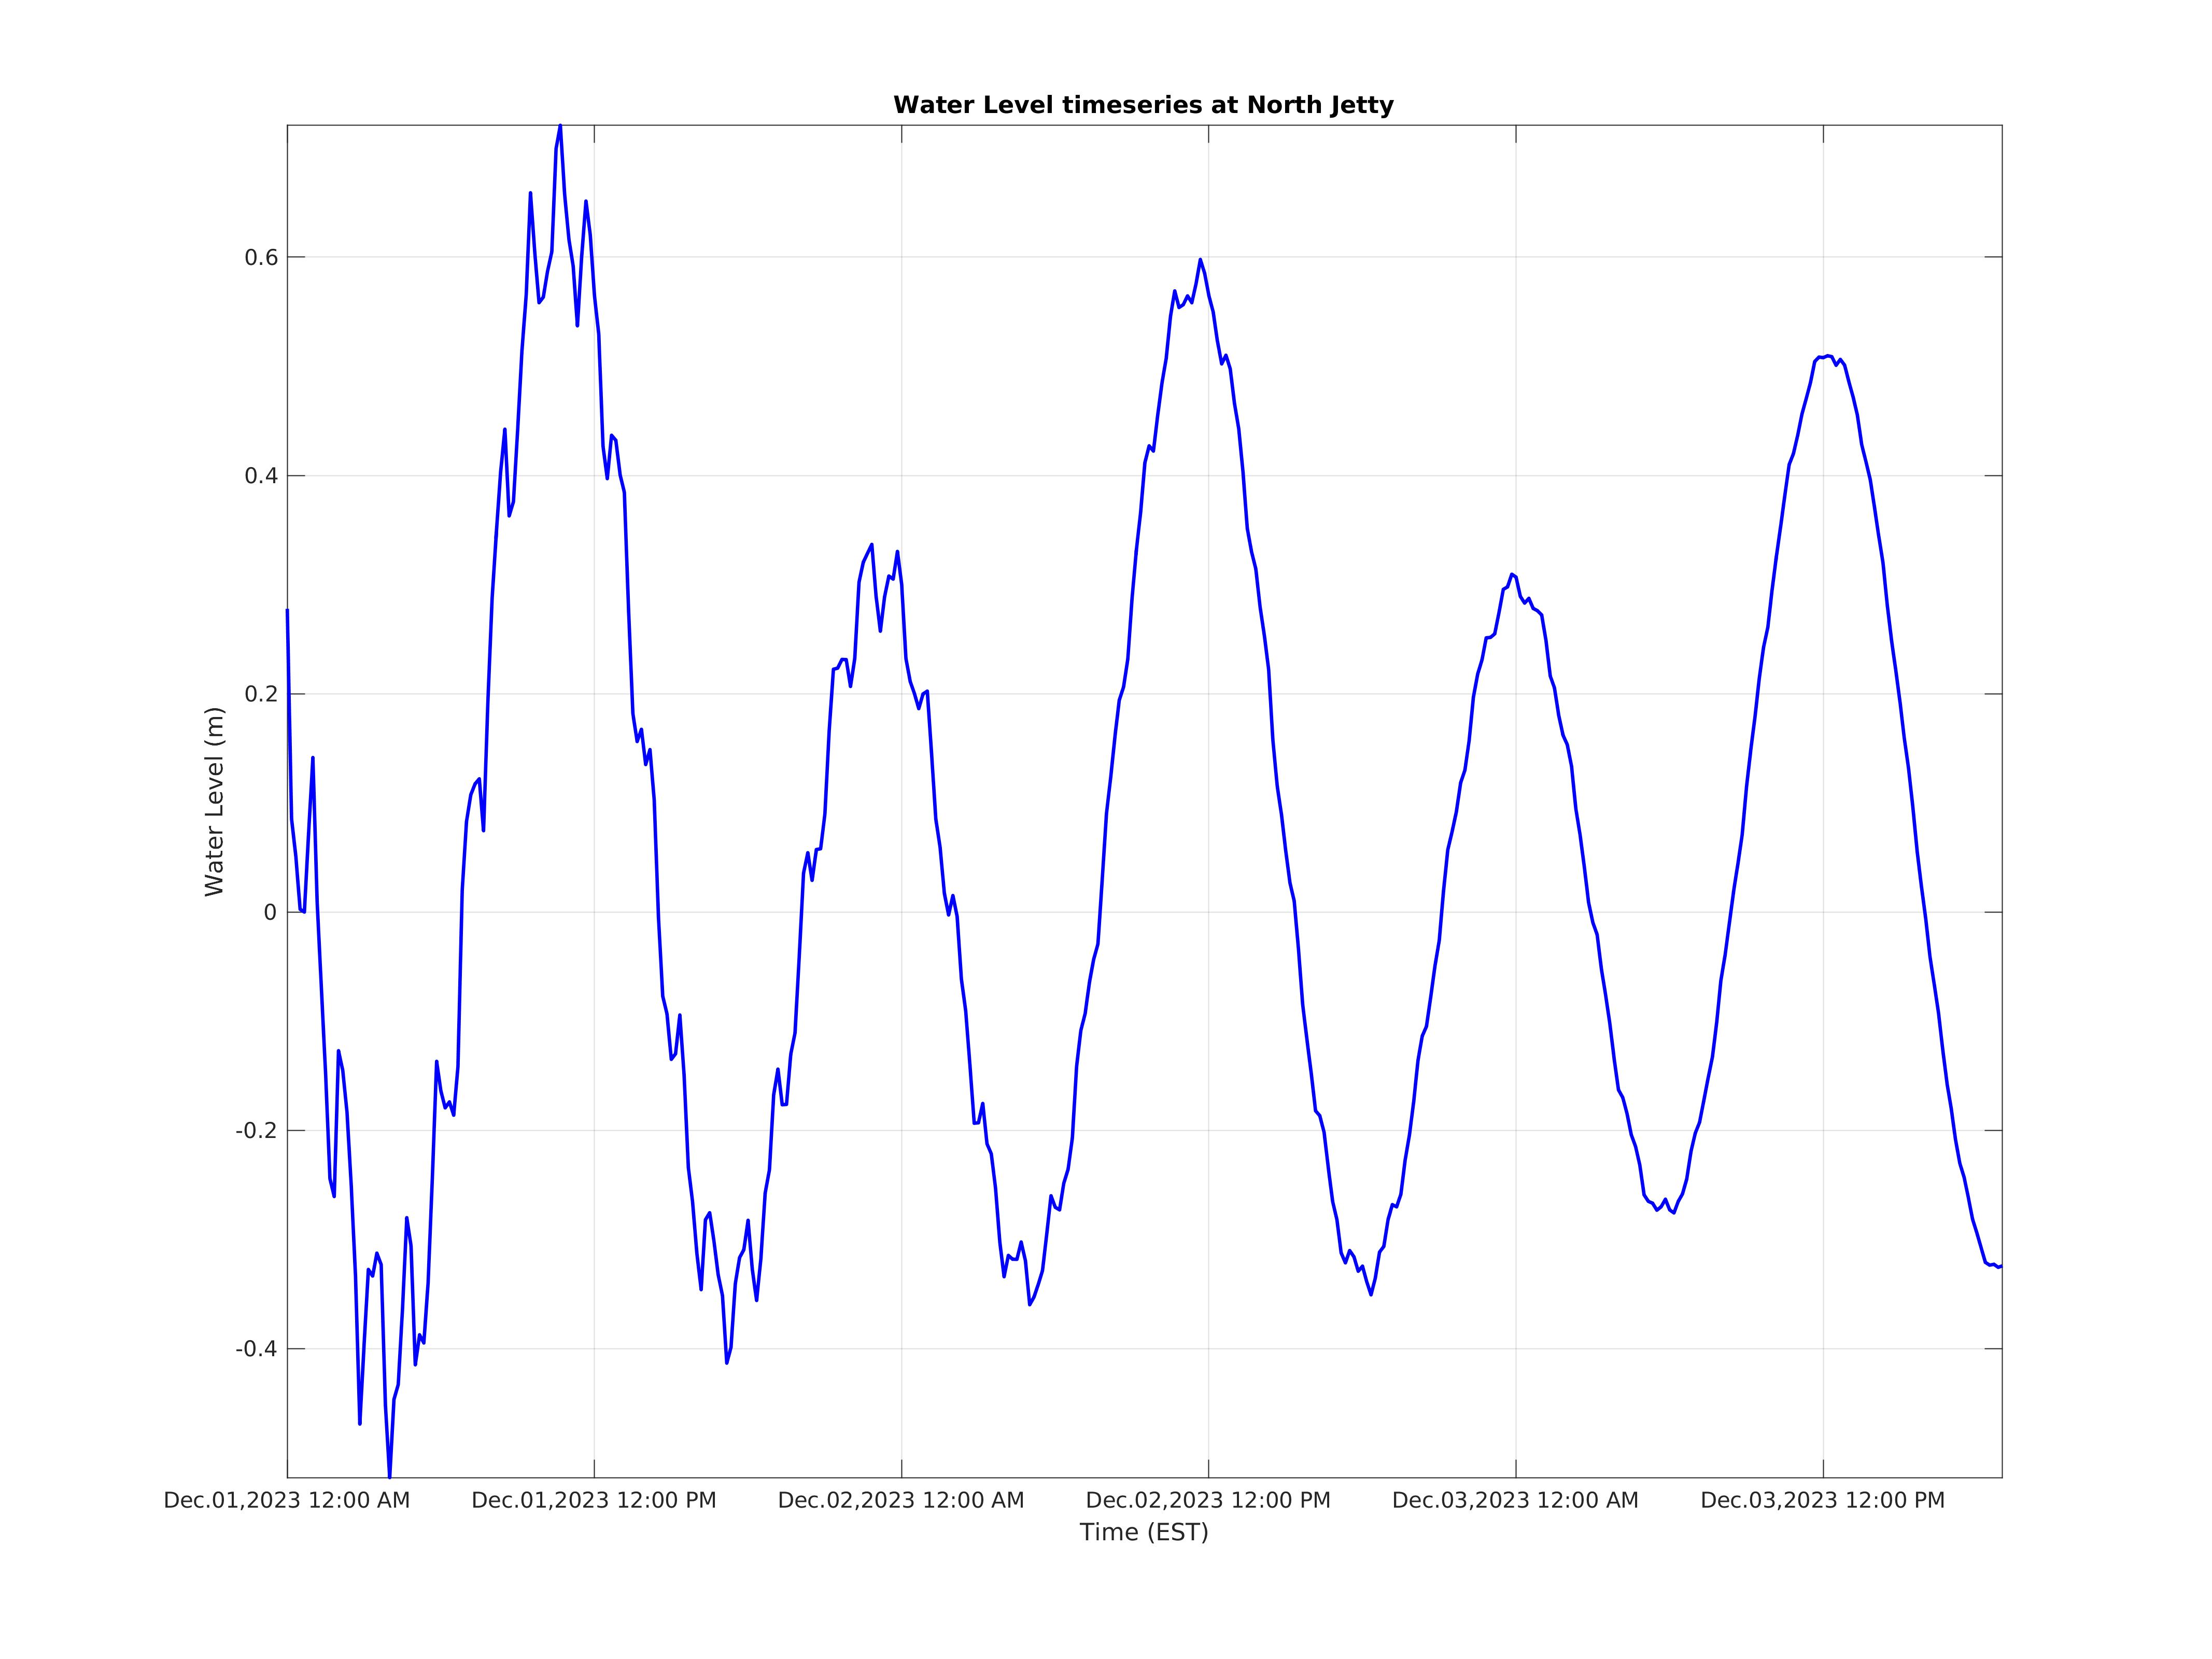 Water Level timeseries at North Jetty
0.6
0.4
0.2
0
-0.2
-0.4
Water Level (m)
Dec.01,2023 12:00 AM
Dec.01,2023 12:00 PM
Dec.02,2023 12:00 AM
Dec.02,2023 12:00 PM
Dec.03,2023 12:00 AM
Dec.03,2023 12:00 PM
Time (EST)